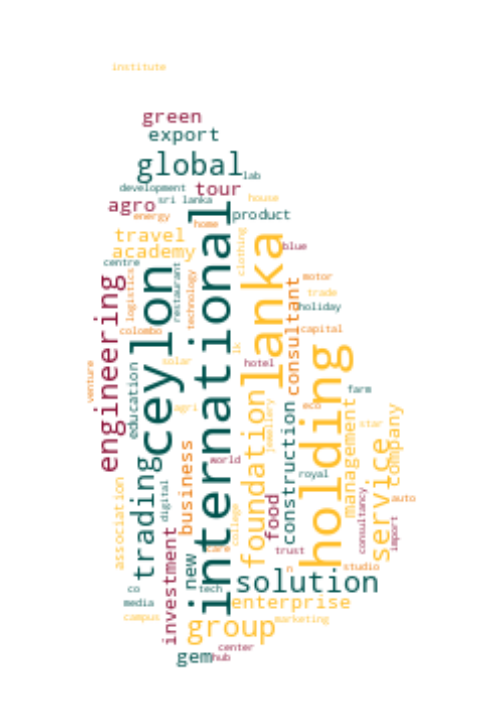 institute
green
export
global
lab
development
tour
sri lanka
agro
house
energy
product
home
travel
academy
blue
centre
international
lanka
ceylon
clothing
restaurant
technology
logistics
engineering
motor
consultant
trade
holiday
colombo
capital
solar
lk
hotel
holding
venture
education
farm
foundation
agri
eco
jewellery
construction
management
star
company
service
business
trading
world
royal
association
digital
food
consultancy
auto
import
college
investment
care
trust
new
studio
n
co
tech
solution
media
enterprise
campus
group
marketing
center
gem
hub